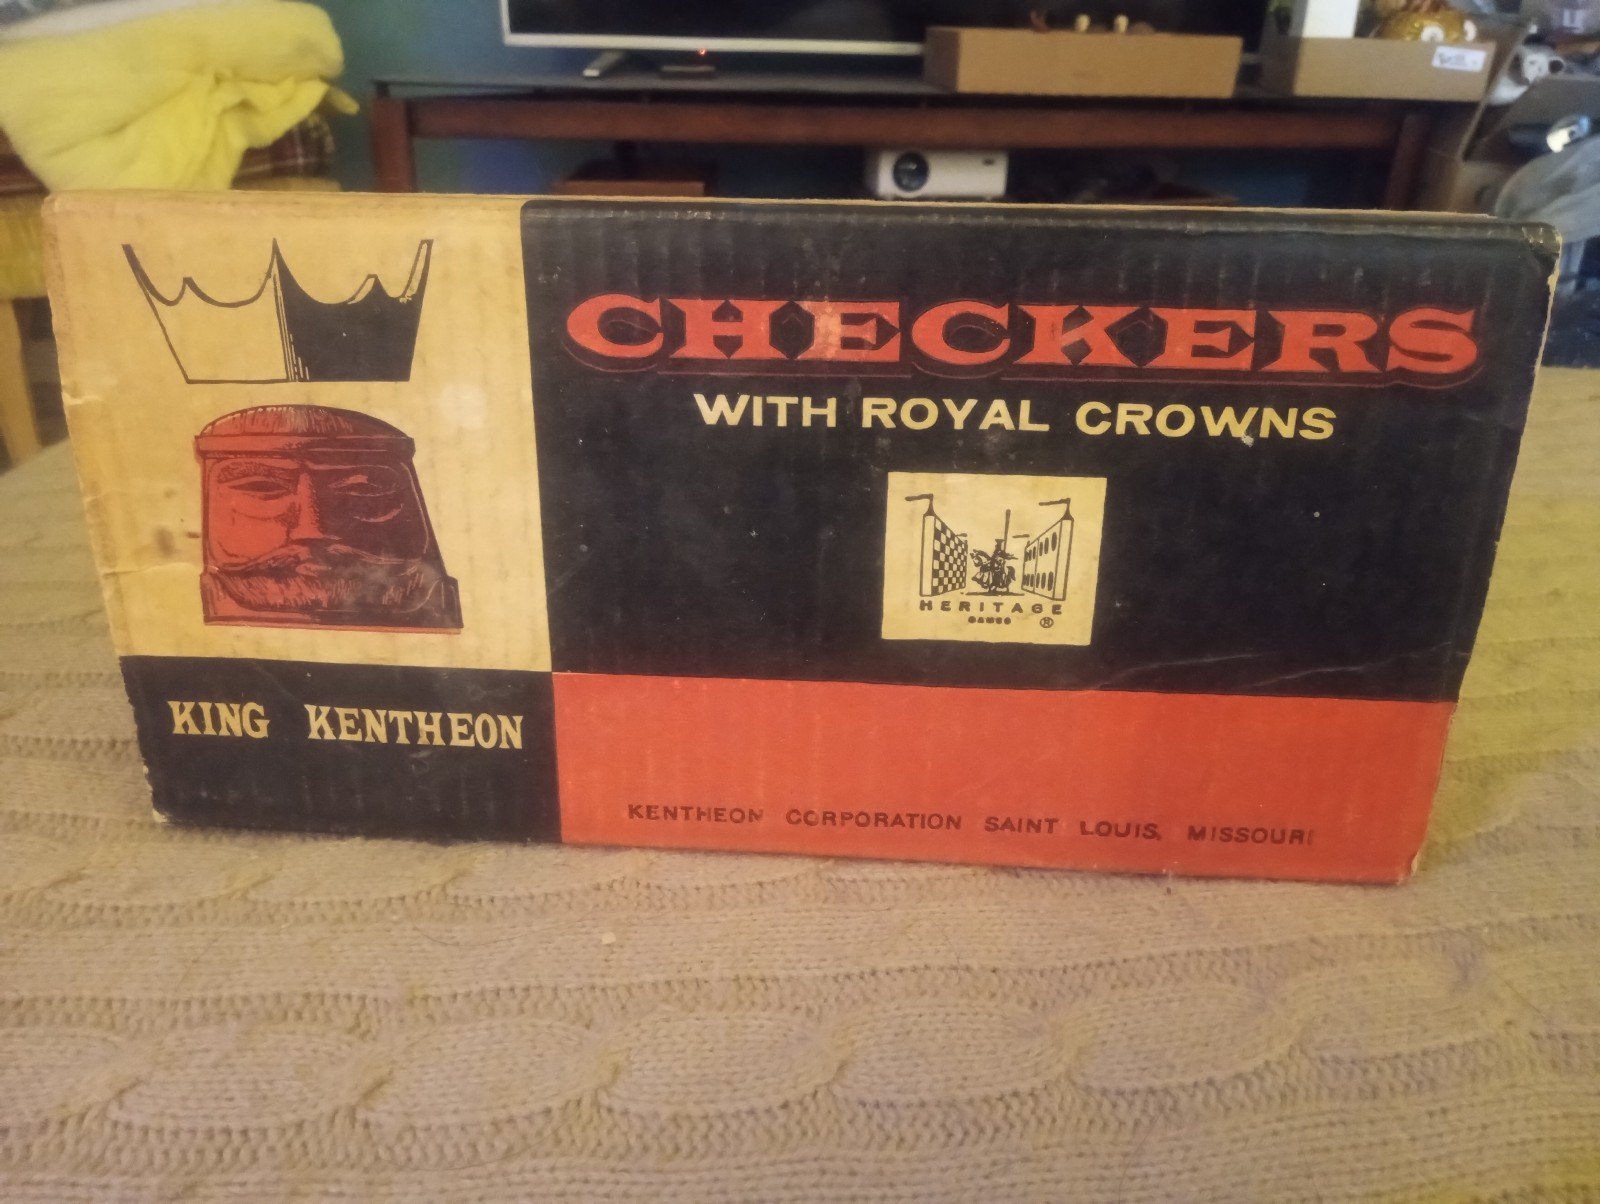 CHECKERS
WITH ROYAL CROWNS
HERITAGE
GAMES ®
KING KENTHEON
KENTHEON CORPORATION SAINT LOUIS, MISSOURI